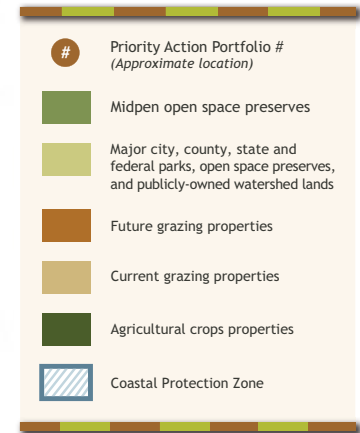 # Priority Action Portfolio #
(Approximate location)
Midpen open space preserves
Major city, county, state and
federal parks, open space preserves,
and publicly-owned watershed lands
Future grazing properties
Current grazing properties
Agricultural crops properties
Coastal Protection Zone